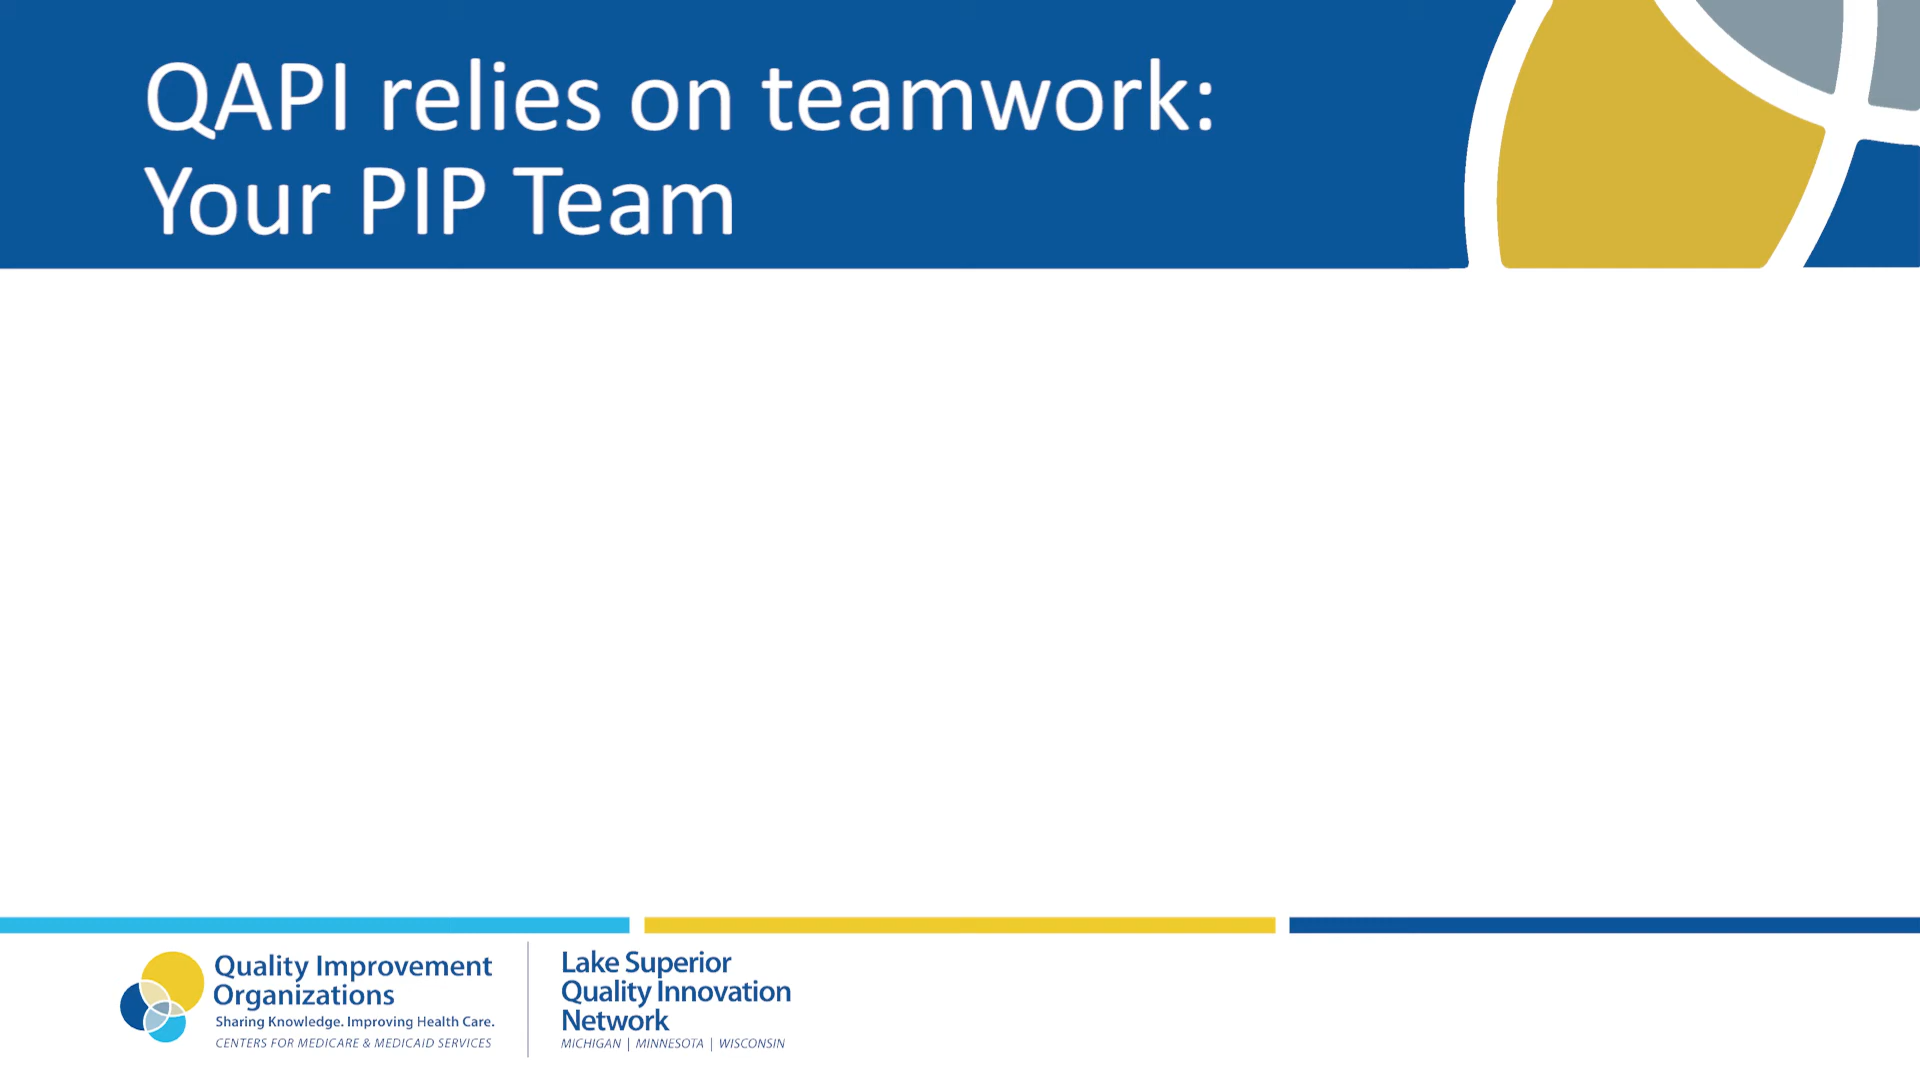 QAPI relies on teamwork:
Your PIP Team
Quality Improvement
Organizations
Sharing Knowledge. Improving Health Care.
CENTERS FOR MEDICARE & MEDICAID SERVICES
Lake Superior
Quality Innovation
Network
MICHIGAN | MINNESOTA | WISCONSIN